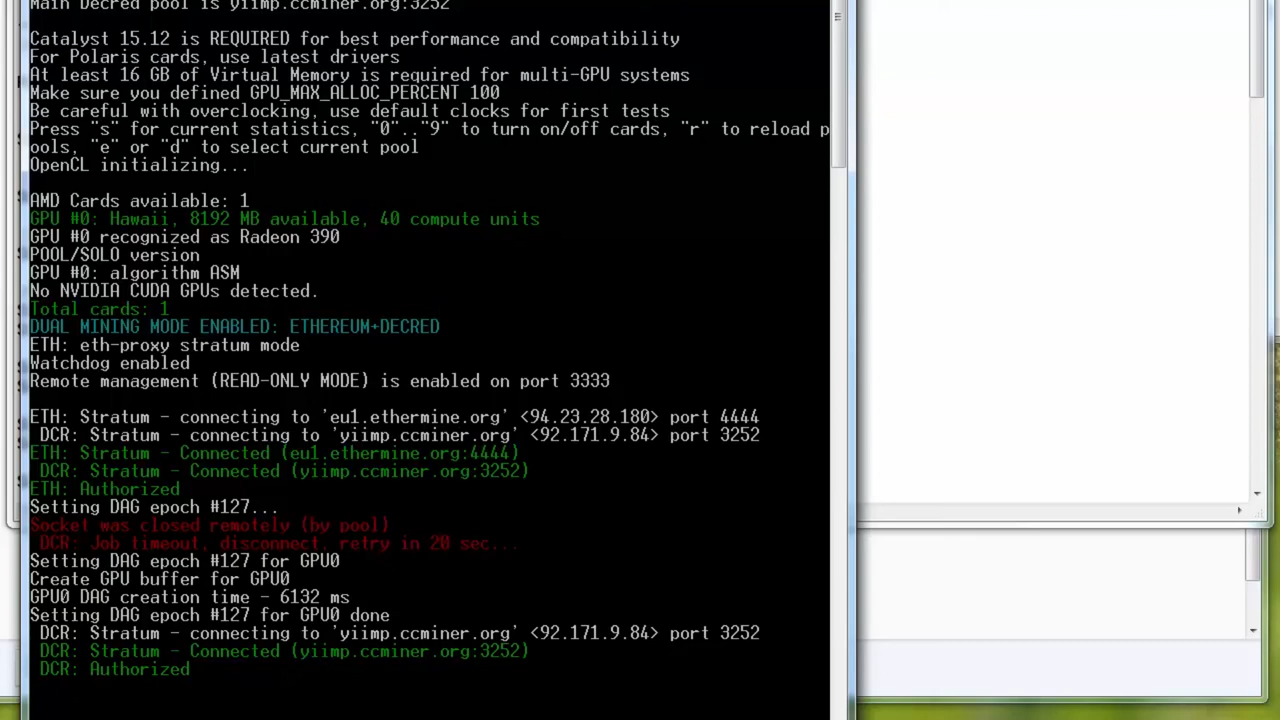 Main Decred pool is yiimp.ccminer.org:3252
Catalyst 15.12 is REQUIRED for best performance and compatibility
For Polaris cards, use latest drivers
At least 16 GB of Virtual Memory is required for multi-GPU systems
Make sure you defined GPU_MAX_ALLOC_PERCENT 100
Be careful with overclocking, use default clocks for first tests
Press "s" for current statistics, "0".."9" to turn on/off cards, "r" to reload p
ools, "e" or "d" to select current pool
OpenCL initializing...
AMD Cards available: 1
GPU #0: Hawaii, 8192 MB available, 40 compute units
GPU #0 recognized as Radeon 390
POOL/SOLO version
GPU #0: algorithm ASM
No NVIDIA CUDA GPUs detected.
Total cards: 1
DUAL MINING MODE ENABLED: ETHEREUM+DECRED
ETH: eth-proxy stratum mode
Watchdog enabled
Remote management (READ-ONLY MODE) is enabled on port 3333
ETH: Stratum - connecting to 'eu1.ethermine.org' <94.23.28.180> port 4444
DCR: Stratum - connecting to 'yiimp.ccminer.org' <92.171.9.84> port 3252
ETH: Stratum - Connected (eu1.ethermine.org:4444)
DCR: Stratum - Connected (yiimp.ccminer.org:3252)
ETH: Authorized
Setting DAG epoch #127...
Socket was closed remotely (by pool)
DCR: Job timeout, disconnect, retry in 20 sec...
Setting DAG epoch #127 for GPU0
Create GPU buffer for GPU0
GPU0 DAG creation time - 6132 ms
Setting DAG epoch #127 for GPU0 done
DCR: Stratum - connecting to 'yiimp.ccminer.org' <92.171.9.84> port 3252
DCR: Stratum - Connected (yiimp.ccminer.org:3252)
DCR: Authorized